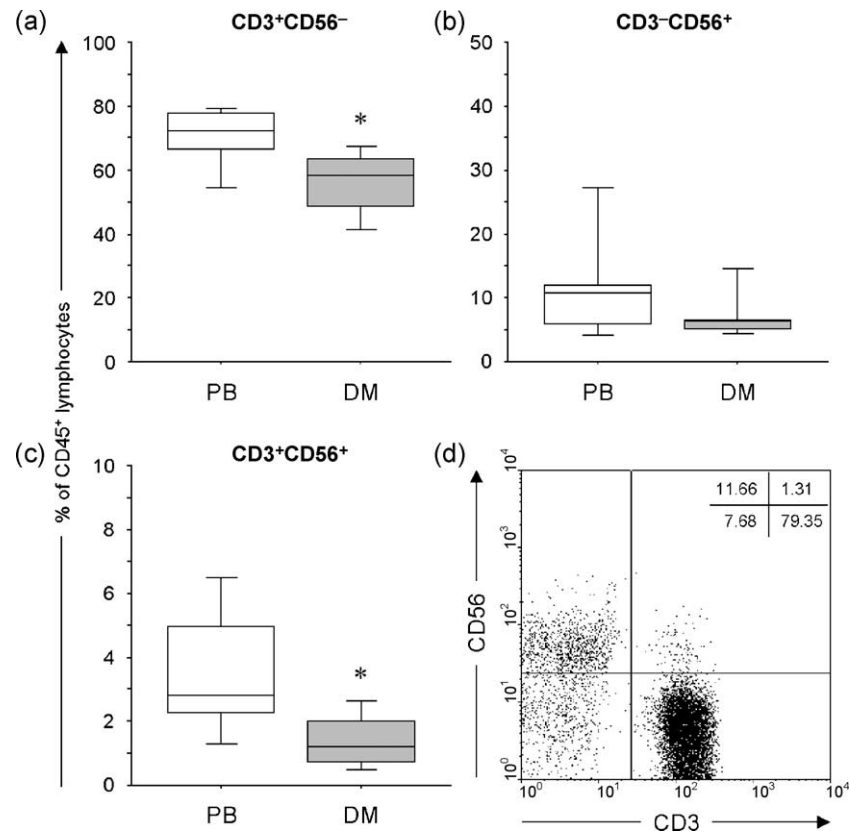 (a) CD3⁺CD56⁻
100
80
60
40
20
0
PB DM
*
(b) CD3⁻CD56⁺
50
40
30
20
10
0
PB DM
% of CD45⁺ lymphocytes
(c) CD3⁺CD56⁺
10
8
6
4
2
0
PB DM
*
(d)
11.66 1.31
7.68 79.35
CD56
10⁴
10³
10²
10¹
10⁰
10⁰ 10¹ 10² 10³ 10⁴
CD3